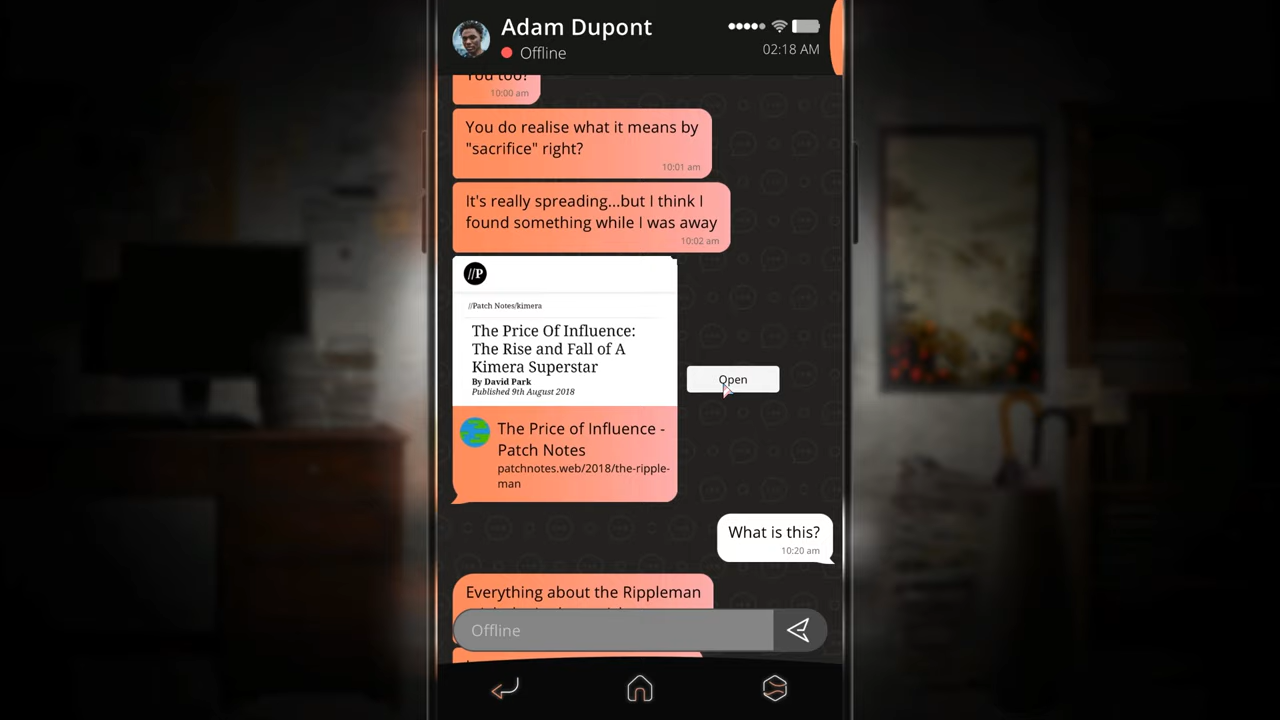 Adam Dupont
Offline
02:18 AM
You too?
10:00 am
You do realise what it means by
"sacrifice" right?
10:01 am
It's really spreading...but I think I
found something while I was away
10:02 am
//P
//Patch Notes/kimera
The Price Of Influence:
The Rise and Fall of A
Kimera Superstar
By David Park
Published 9th August 2018
Open
The Price of Influence -
Patch Notes
patchnotes.web/2018/the-ripple-
man
What is this?
10:20 am
Everything about the Rippleman
Offline